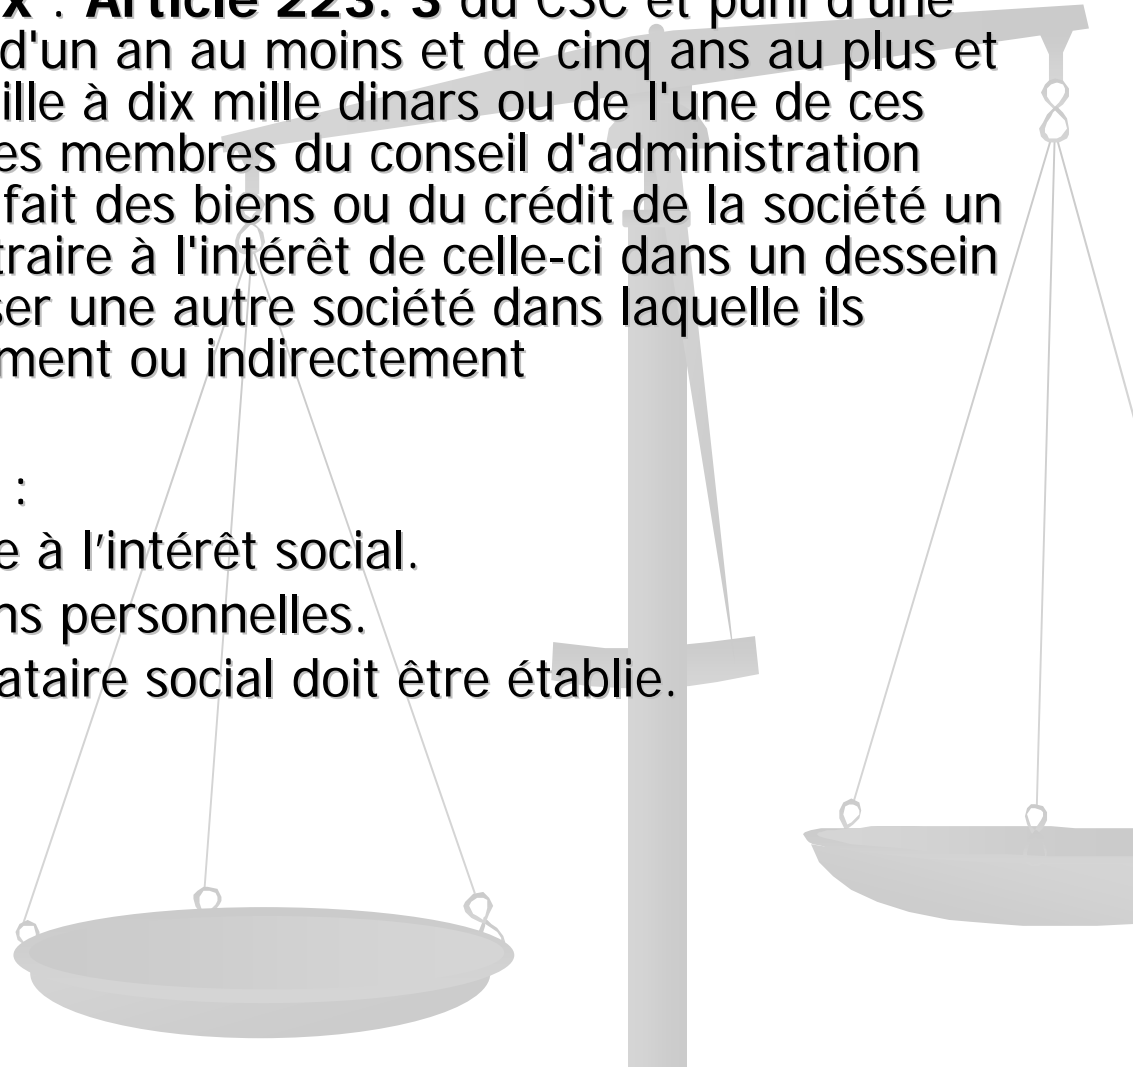 x : Article 223. 3 du CSC et puni d'une
d'un an au moins et de cinq ans au plus et
ille à dix mille dinars ou de l'une de ces
es membres du conseil d'administration
fait des biens ou du crédit de la société un
traire à l'intérêt de celle-ci dans un dessein
ser une autre société dans laquelle ils
ment ou indirectement
:
e à l'intérêt social.
ns personnelles.
ataire social doit être établie.